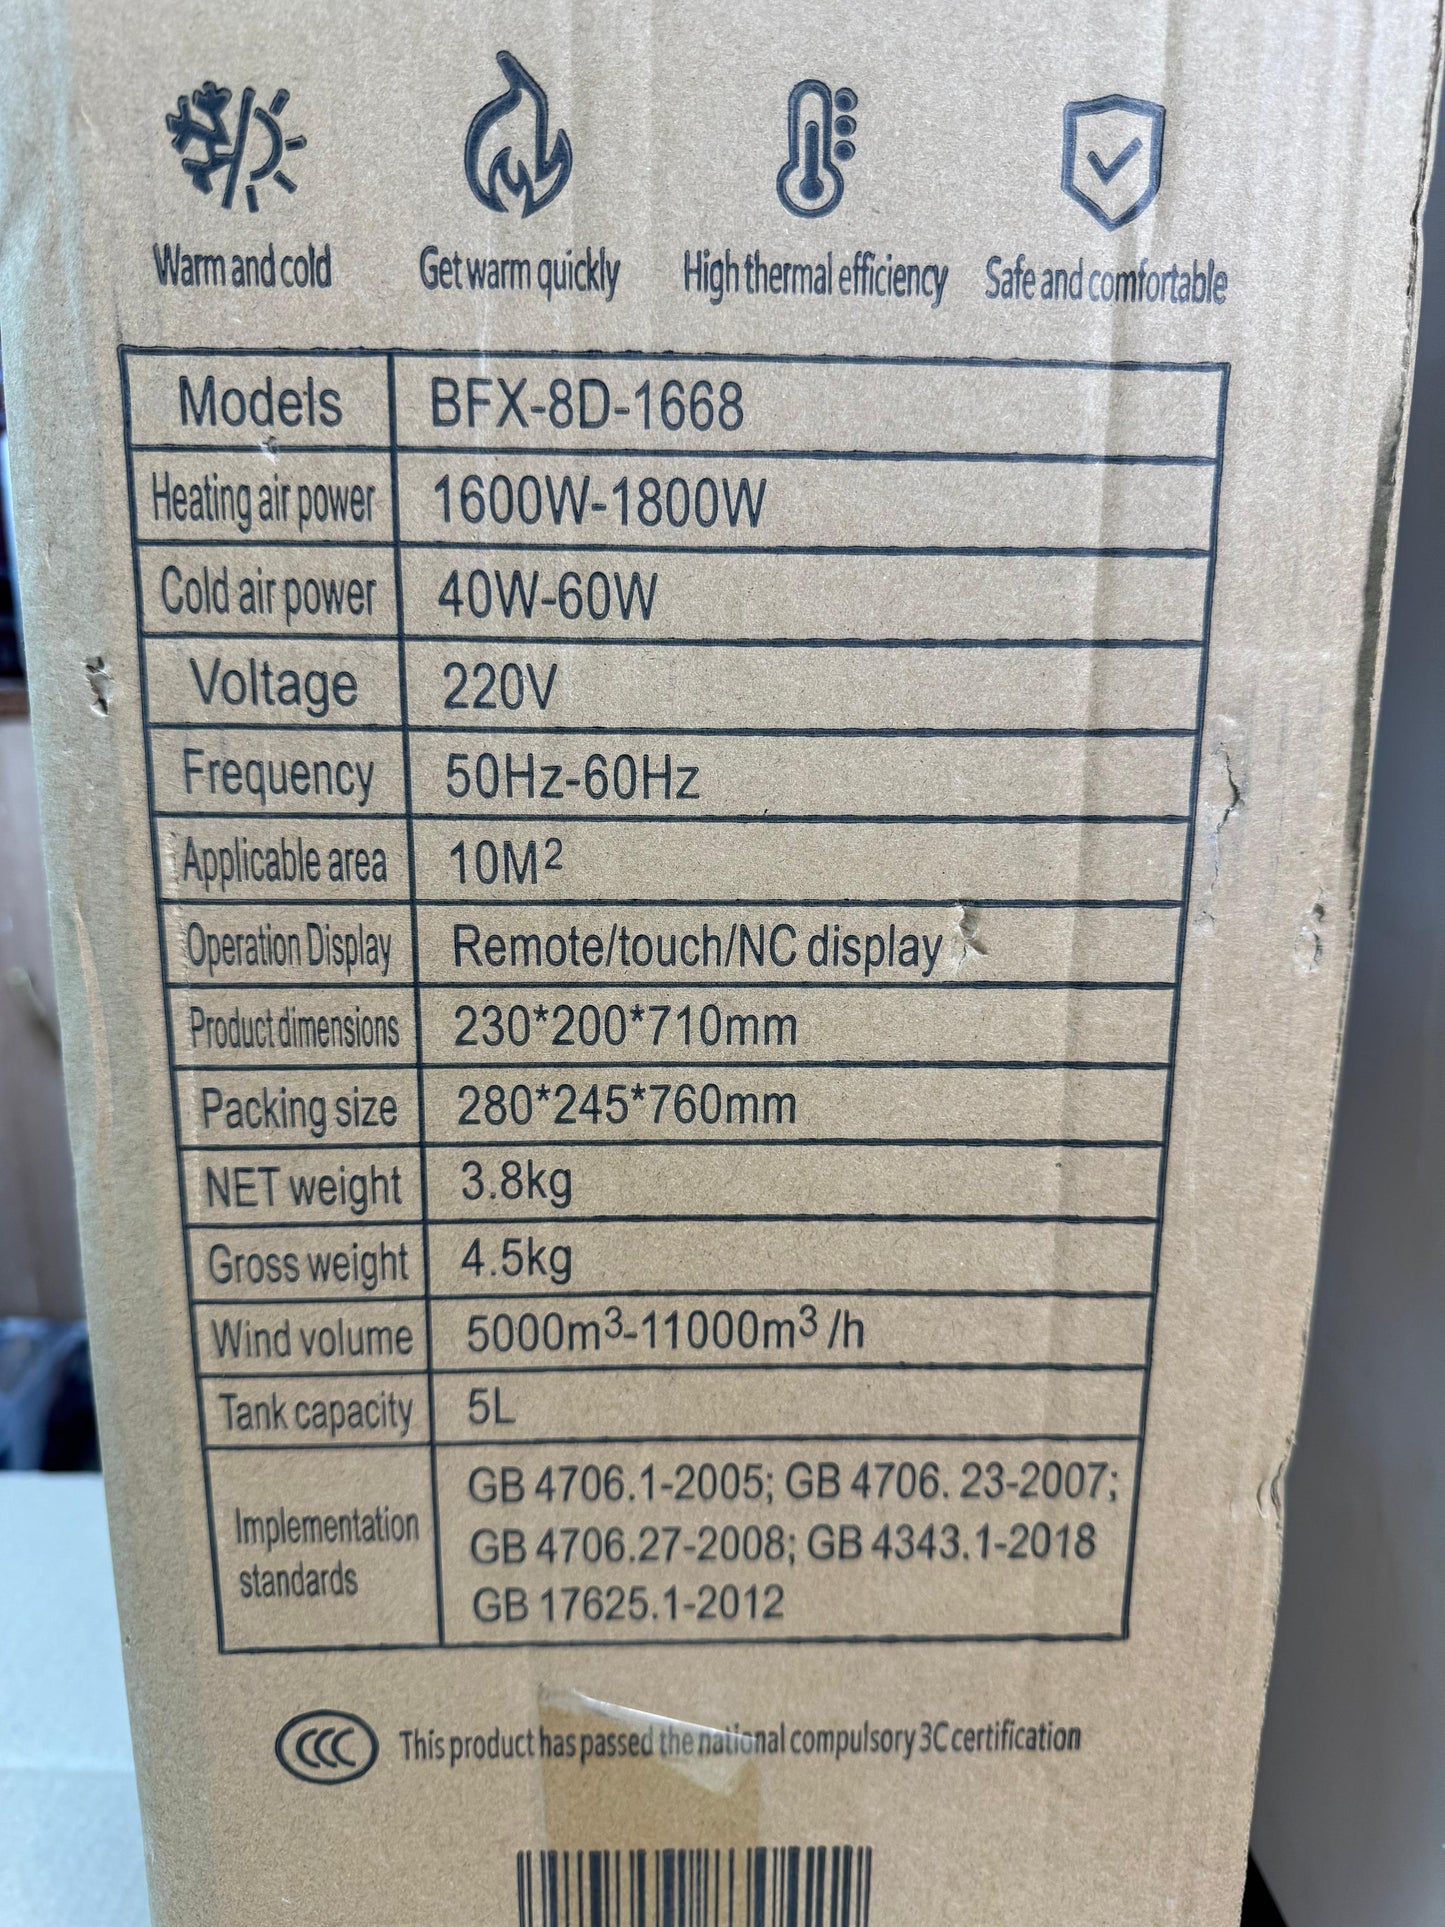 Warm and cold
Get warm quickly
High thermal efficiency
Safe and comfortable
Models BFX-8D-1668
Heating air power 1600W-1800W
Cold air power 40W-60W
Voltage 220V
Frequency 50Hz-60Hz
Applicable area 10M²
Operation Display Remote/touch/NC display
Product dimensions 230*200*710mm
Packing size 280*245*760mm
NET weight 3.8kg
Gross weight 4.5kg
Wind volume 5000m³-11000m³ /h
Tank capacity 5L
Implementation
standards
GB 4706.1-2005; GB 4706. 23-2007;
GB 4706.27-2008; GB 4343.1-2018
GB 17625.1-2012
CCC This product has passed the national compulsory 3C certification